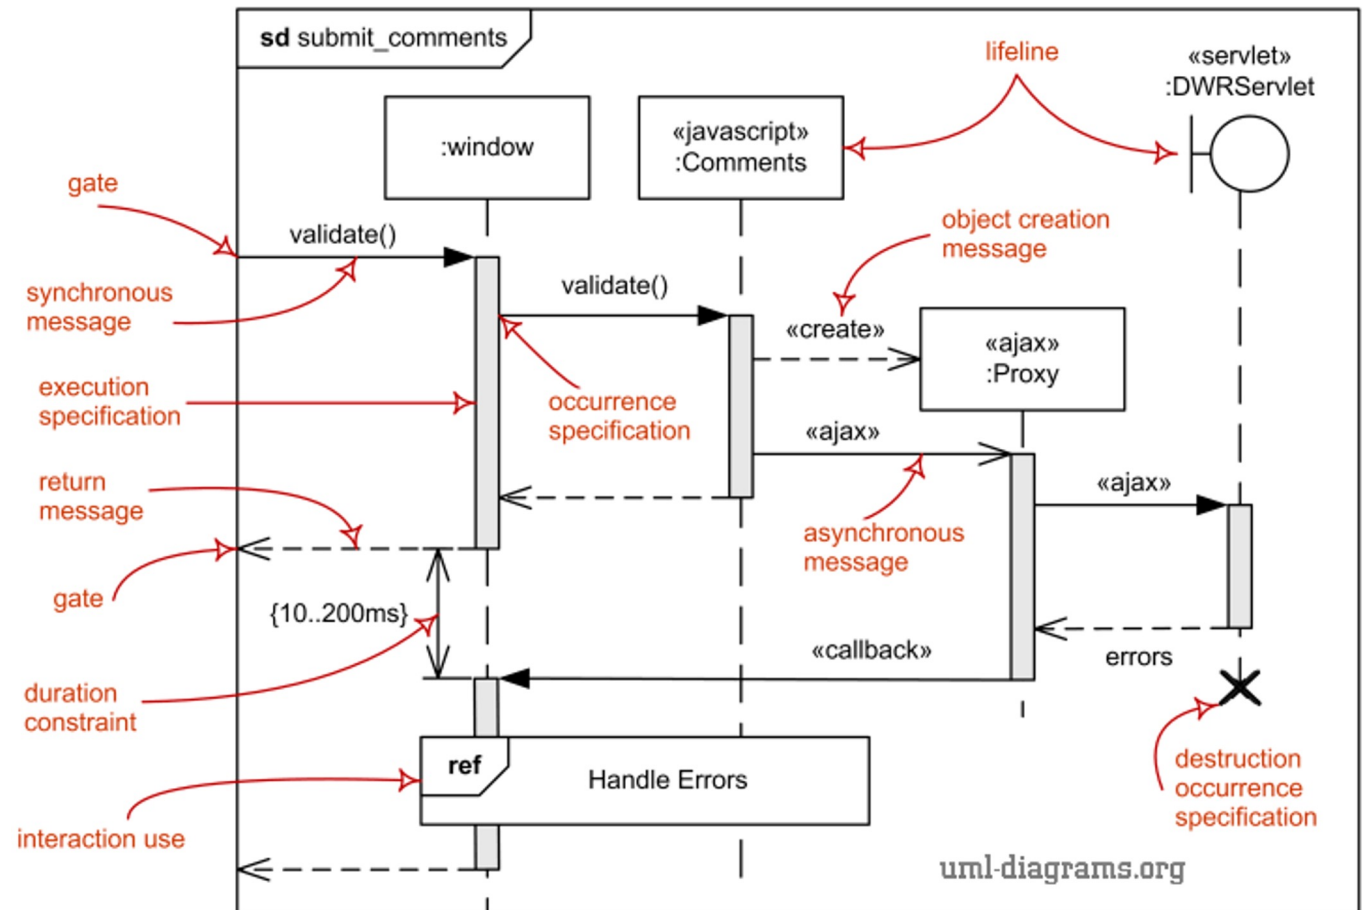 sd submit_comments
lifeline
«servlet»
:DWRServlet
:window
«javascript»
:Comments
gate
validate()
object creation
message
synchronous
message
validate()
«create»
«ajax»
:Proxy
execution
specification
occurrence
specification
«ajax»
return
message
«ajax»
asynchronous
message
gate
{10..200ms}
«callback»
errors
duration
constraint
ref
Handle Errors
destruction
occurrence
specification
interaction use
uml-diagrams.org